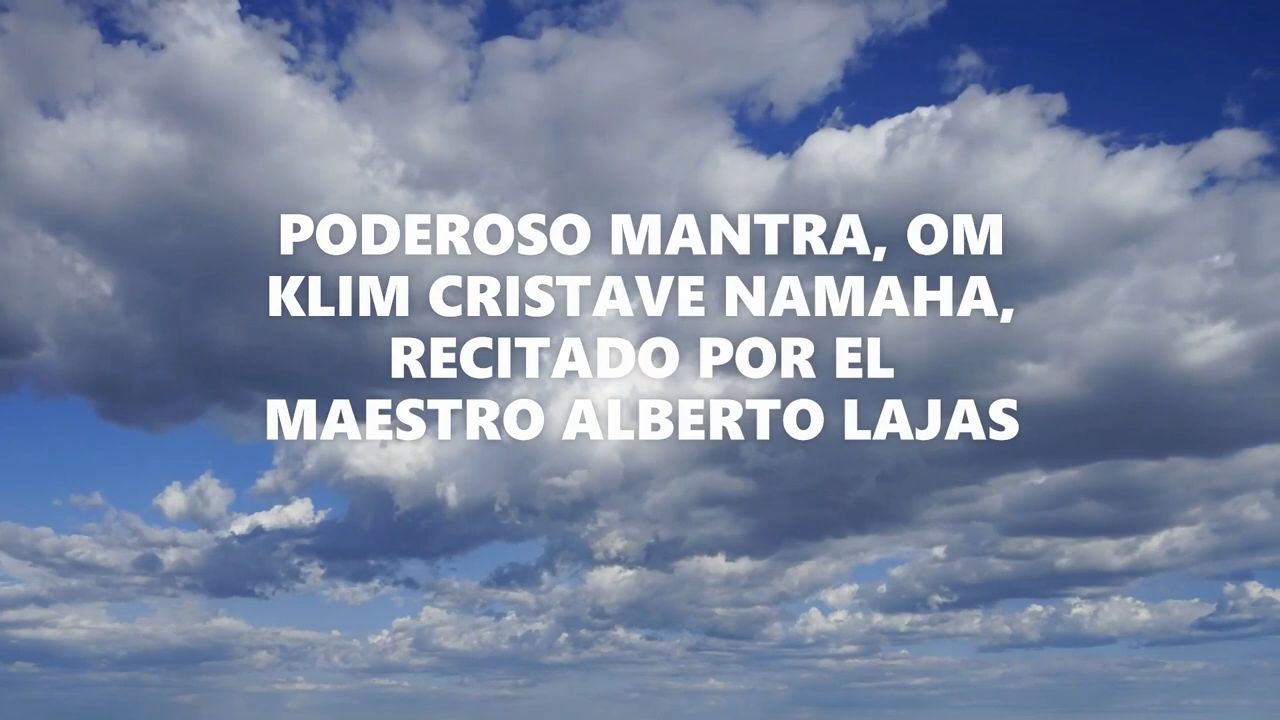 PODEROSO MANTRA, OM
KLIM CRISTAVE NAMAHA,
RECITADO POR EL
MAESTRO ALBERTO LAJAS